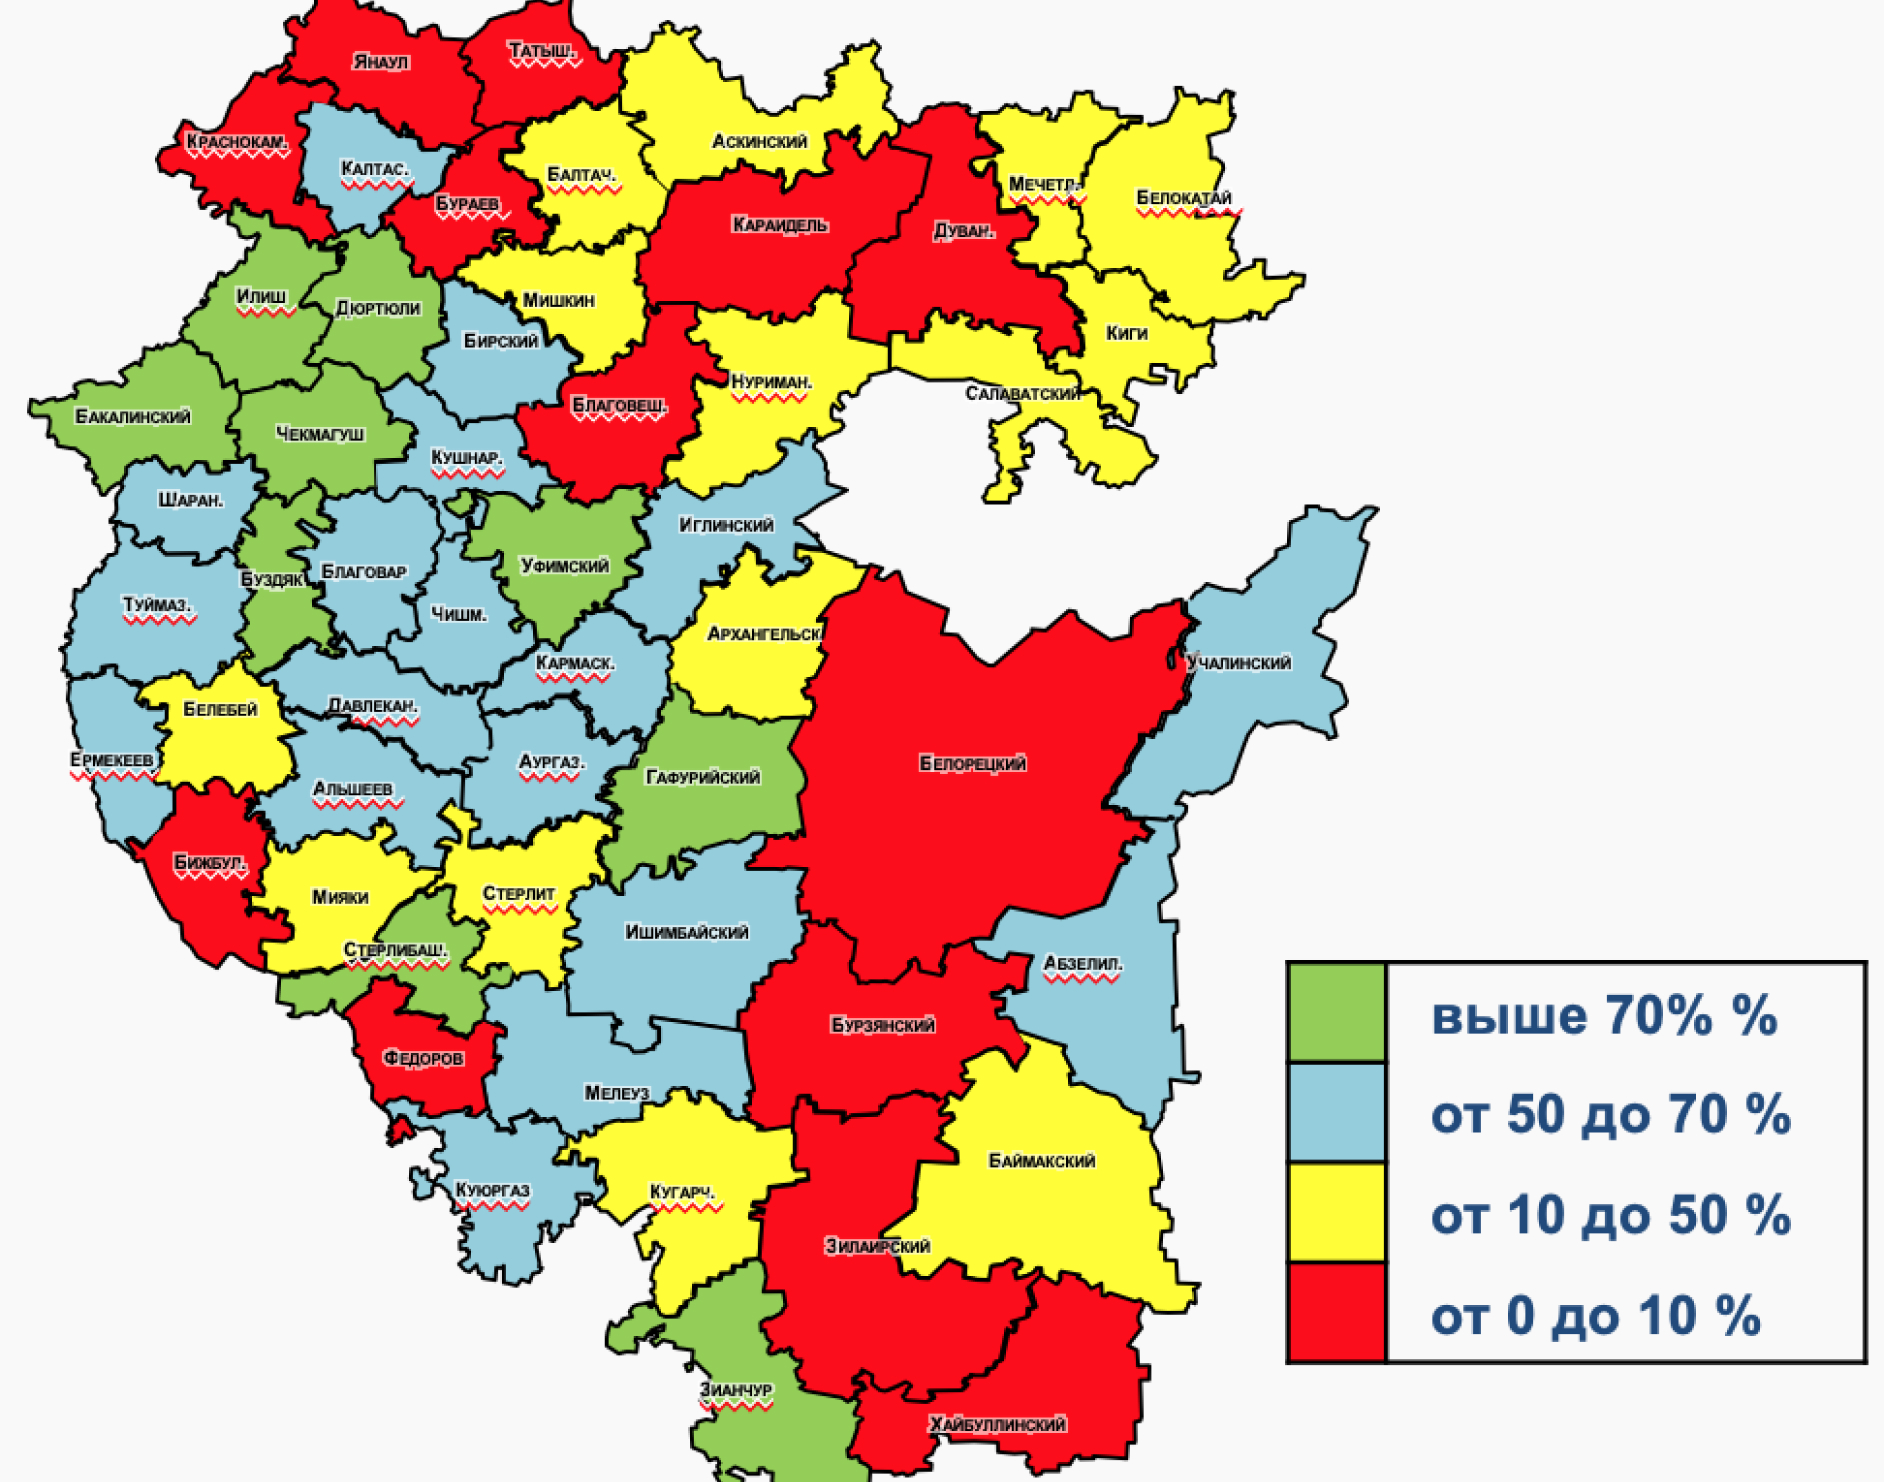 Янаул
Татыш.
Краснокам.
Калтас.
Бураев
Балтач.
Аскинский
Мечетл.
Белокатай
Караидель
Дуван.
Илиш
Дюртюли
Бирский
Мишкин
Киги
Бакалинский
Чекмагуш
Кушнар.
Благовещ.
Нуриман.
Салаватский
Шаран.
Иглинский
Туймаз.
Буздяк
Благовар
Чишм.
Уфимский
Архангельск
Кармаск.
Учалинский
Белебей
Давлекан.
Ермекеев
Альшеев
Аургаз.
Гафурийский
Белорецкий
Бижбул.
Мияки
Стерлит
Стерлибаш.
Ишимбайский
Абзелил.
Федоров
Мелеуз
Бурзянский
Куюргаз
Кугарч.
Баймакский
Зилаирский
Зианчур
Хайбуллинский
выше 70% %
от 50 до 70 %
от 10 до 50 %
от 0 до 10 %